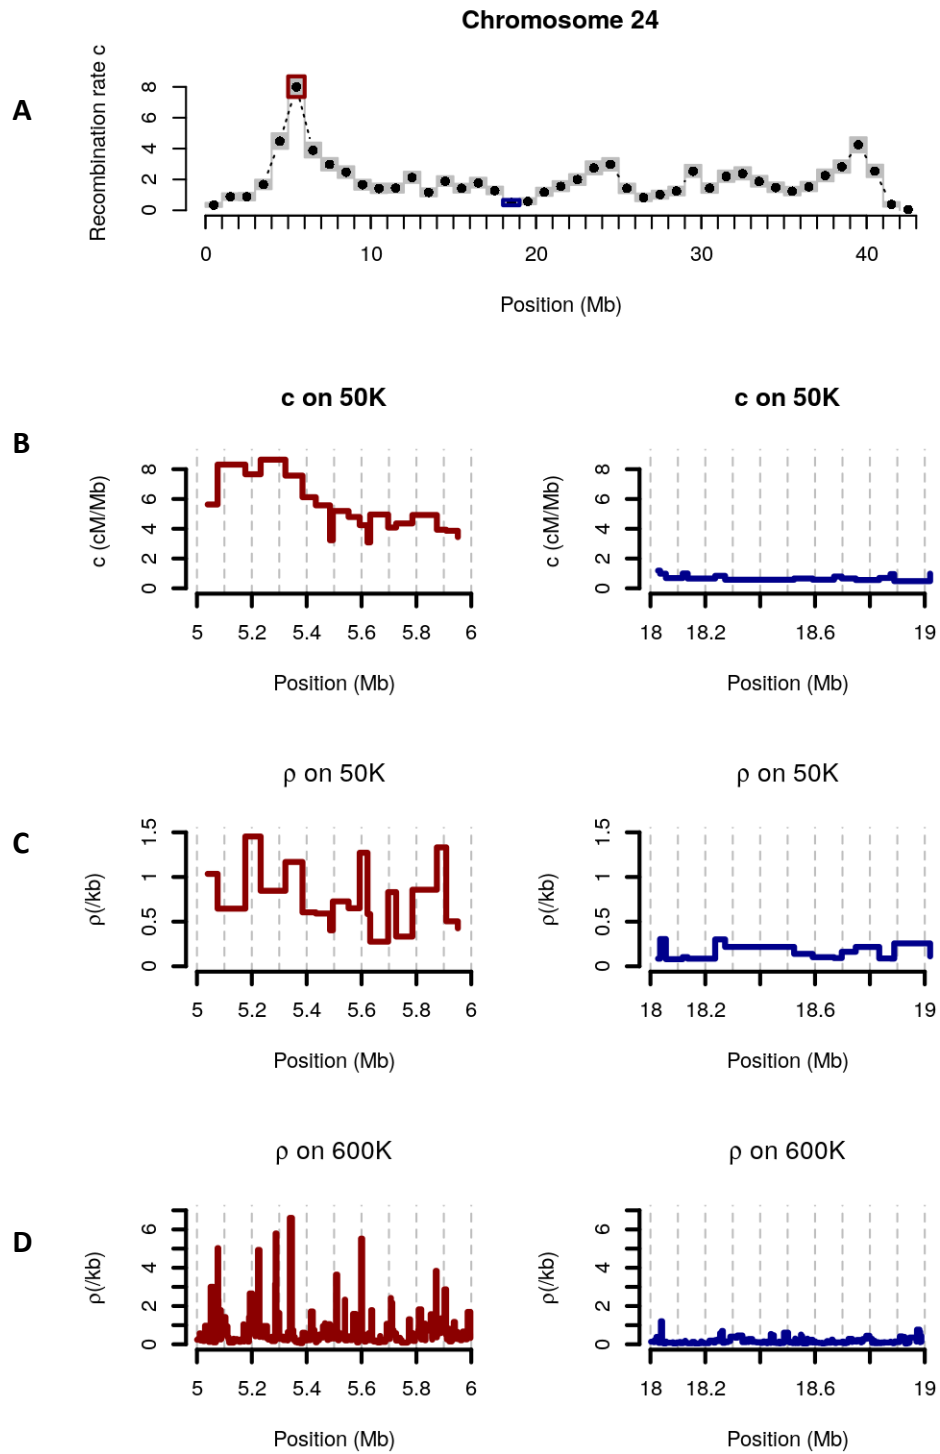 Chromosome 24
A
Recombination rate c
8
6
4
2
0
0 10 20 30 40
Position (Mb)
c on 50K c on 50K
B
c (cM/Mb) c (cM/Mb)
8 8
6 6
4 4
2 2
0 0
5 5.2 5.4 5.6 5.8 6 18 18.2 18.6 19
Position (Mb) Position (Mb)
ρ on 50K ρ on 50K
C
ρ(/kb) ρ(/kb)
1.5 1.5
1 1
0.5 0.5
0 0
5 5.2 5.4 5.6 5.8 6 18 18.2 18.6 19
Position (Mb) Position (Mb)
ρ on 600K ρ on 600K
D
ρ(/kb) ρ(/kb)
6 6
4 4
2 2
0 0
5 5.2 5.4 5.6 5.8 6 18 18.2 18.6 19
Position (Mb) Position (Mb)